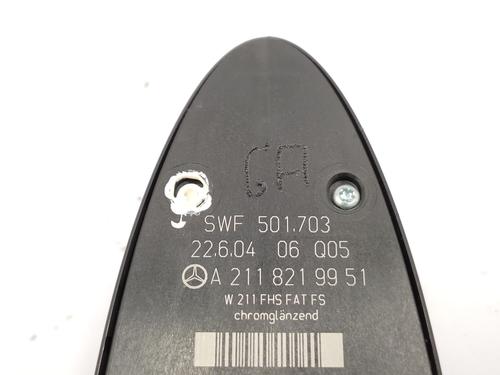 GA
SWF 501.703
22.6.04 06 Q05
A 211 821 99 51
W 211 FHS FAT FS
chromglänzend